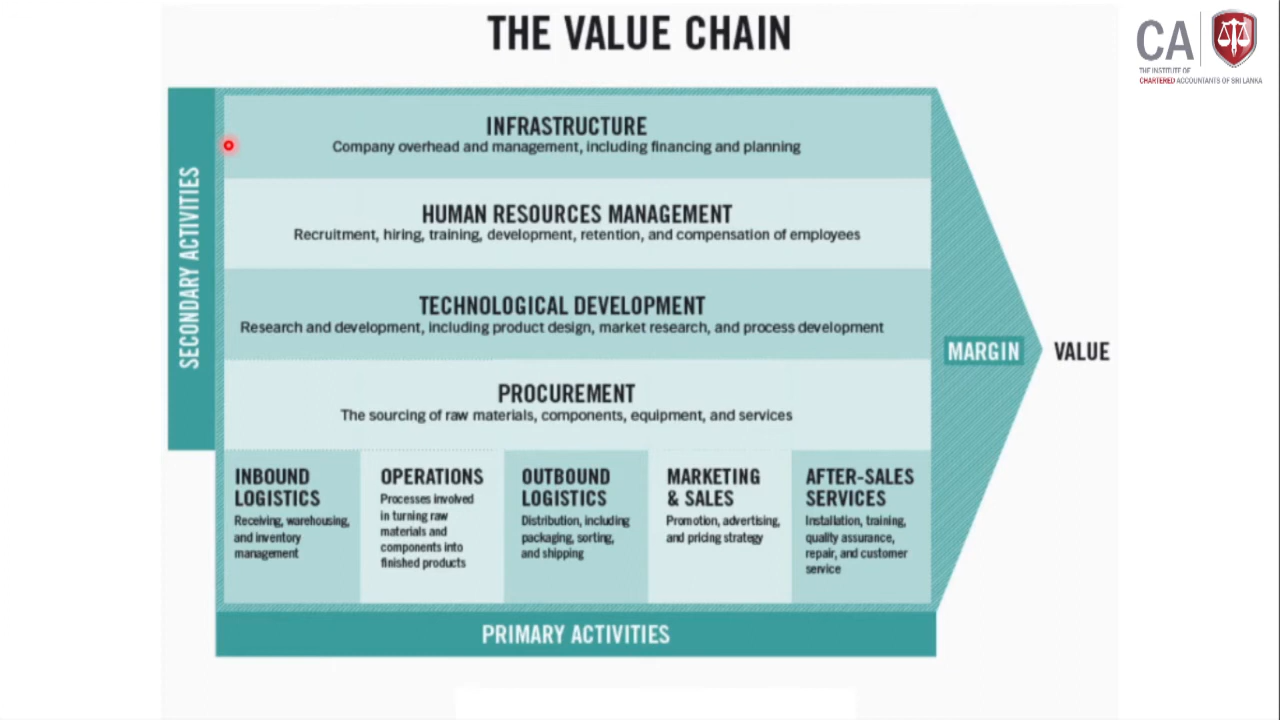 THE VALUE CHAIN
CA
THE INSTITUTE OF
CHARTERED ACCOUNTANTS OF SRI LANKA
SECONDARY ACTIVITIES
INFRASTRUCTURE
Company overhead and management, including financing and planning
HUMAN RESOURCES MANAGEMENT
Recruitment, hiring, training, development, retention, and compensation of employees
TECHNOLOGICAL DEVELOPMENT
Research and development, including product design, market research, and process development
PROCUREMENT
The sourcing of raw materials, components, equipment, and services
MARGIN
VALUE
INBOUND
LOGISTICS
Receiving, warehousing,
and inventory
management
OPERATIONS
Processes involved
in turning raw
materials and
components into
finished products
OUTBOUND
LOGISTICS
Distribution, including
packaging, sorting,
and shipping
MARKETING
& SALES
Promotion, advertising,
and pricing strategy
AFTER-SALES
SERVICES
Installation, training,
quality assurance,
repair, and customer
service
PRIMARY ACTIVITIES